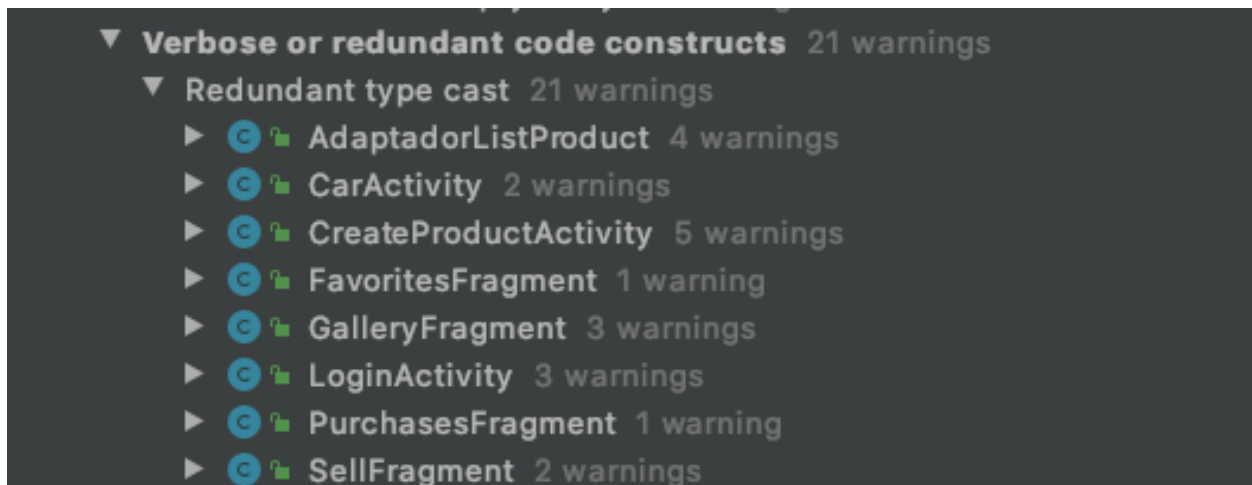 Verbose or redundant code constructs 21 warnings
Redundant type cast 21 warnings
C AdaptadorListProduct 4 warnings
C CarActivity 2 warnings
C CreateProductActivity 5 warnings
C FavoritesFragment 1 warning
C GalleryFragment 3 warnings
C LoginActivity 3 warnings
C PurchasesFragment 1 warning
C SellFragment 2 warnings